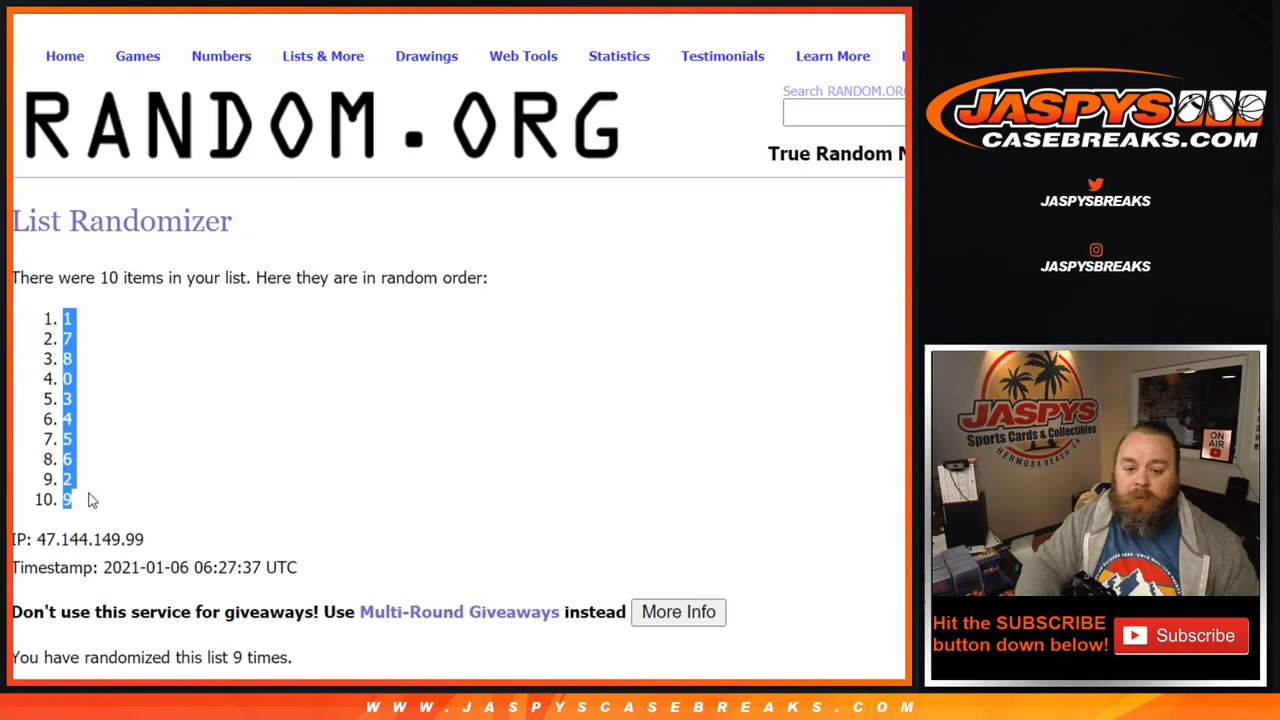 Home Games Numbers Lists & More Drawings Web Tools Statistics Testimonials Learn More
RANDOM.ORG
Search RANDOM.ORG
True Random N
List Randomizer
There were 10 items in your list. Here they are in random order:
1. 1
2. 7
3. 8
4. 0
5. 3
6. 4
7. 5
8. 6
9. 2
10. 9
IP: 47.144.149.99
Timestamp: 2021-01-06 06:27:37 UTC
Don't use this service for giveaways! Use Multi-Round Giveaways instead More Info
You have randomized this list 9 times.
JASPYS
CASEBREAKS.COM
JASPYSBREAKS
JASPYSBREAKS
JASPYS
Sports Cards & Collectibles
HERMOSA BEACH, CA
ON
AIR
Hit the SUBSCRIBE
button down below!
Subscribe
WWW.JASPYSCASEBREAKS.COM